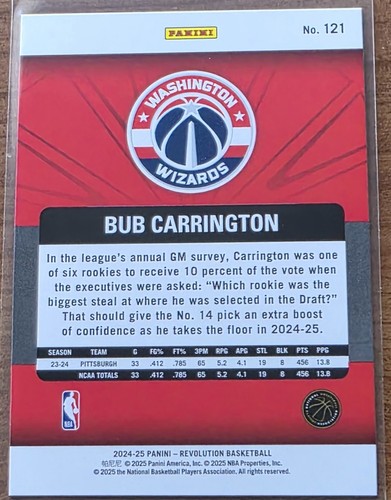 PANINI
No. 121
WASHINGTON
WIZARDS
BUB CARRINGTON
In the league's annual GM survey, Carrington was one
of six rookies to receive 10 percent of the vote when
the executives were asked: "Which rookie was the
biggest steal at where he was selected in the Draft?"
That should give the No. 14 pick an extra boost
of confidence as he takes the floor in 2024-25.
SEASON TEAM G FG% FT% 3PM RPG APG STL BLK PTS PPG
23-24 PITTSBURGH 33 .412 .785 65 5.2 4.1 19 8 456 13.8
NCAA TOTALS 33 .412 .785 65 5.2 4.1 19 8 456 13.8
NBA
2024-25 PANINI – REVOLUTION BASKETBALL
帕尼尼 © 2025 Panini America, Inc. © 2025 NBA Properties, Inc.
© 2025 the National Basketball Players Association. All rights reserved.